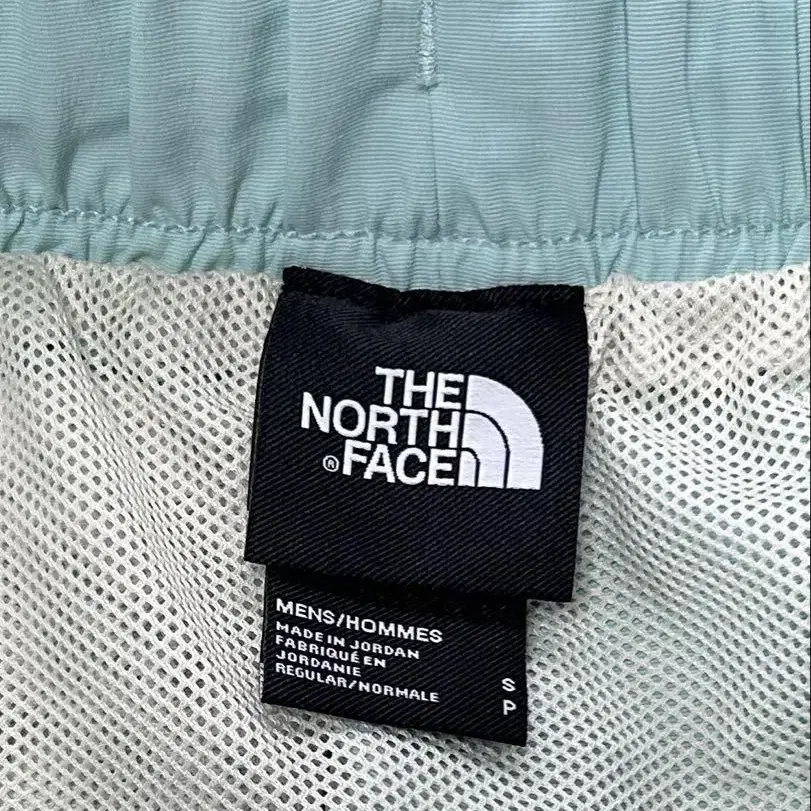 THE
NORTH
® FACE
MENS/HOMMES
MADE IN JORDAN
FABRIQUÉ EN
JORDANIE
REGULAR/NORMALE
S
P